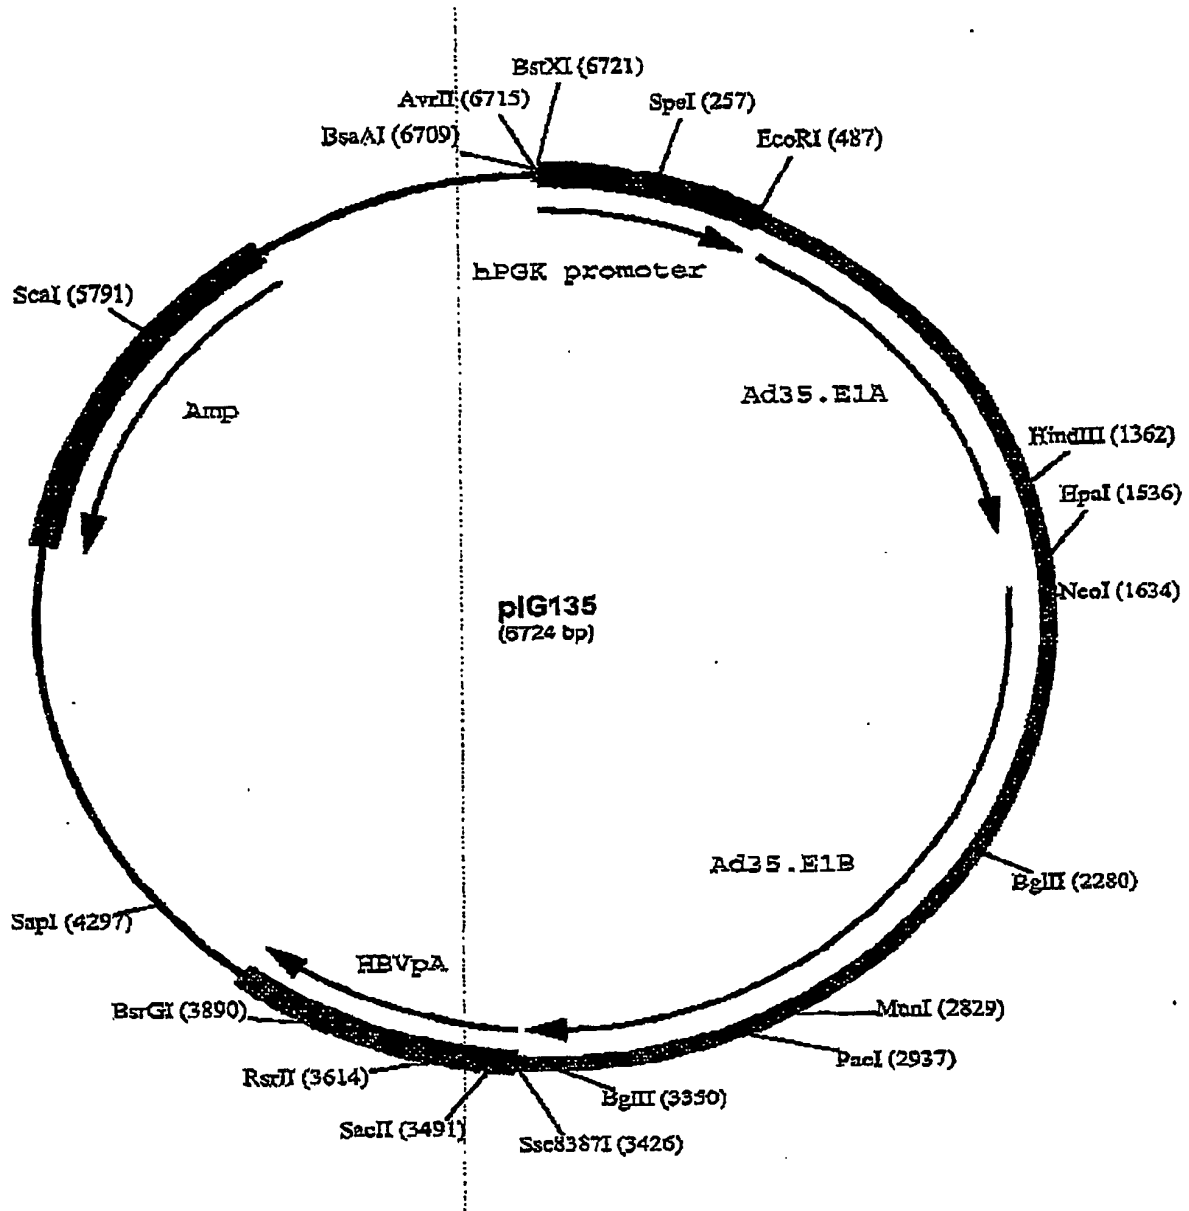 BstXI (6721)
AvrII (6715)
SpeI (257)
BsaAI (6709)
EcoRI (487)
hPGK promoter
ScaI (5791)
Amp
Ad35.E1A
HindIII (1362)
HpaI (1536)
NcoI (1634)
pIG135
(6724 bp)
Ad35.E1B
BglII (2280)
SapI (4297)
HBVpA
BsrGI (3890)
MunI (2829)
PacI (2937)
RsrII (3614)
BglII (3350)
SacII (3491)
Sse8387I (3426)